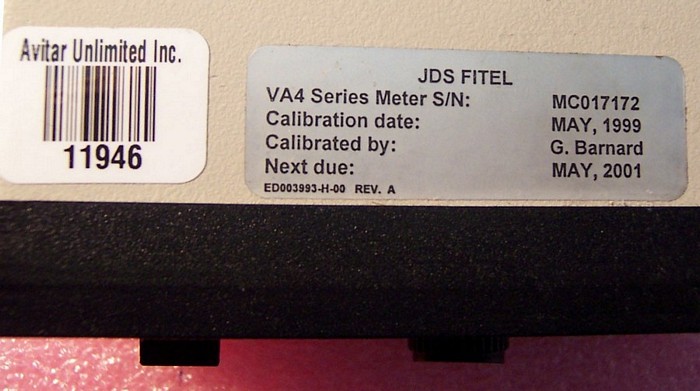 Avitar Unlimited Inc.
11946
JDS FITEL
VA4 Series Meter S/N: MC017172
Calibration date: MAY, 1999
Calibrated by: G. Barnard
Next due: MAY, 2001
ED003993-H-00 REV. A